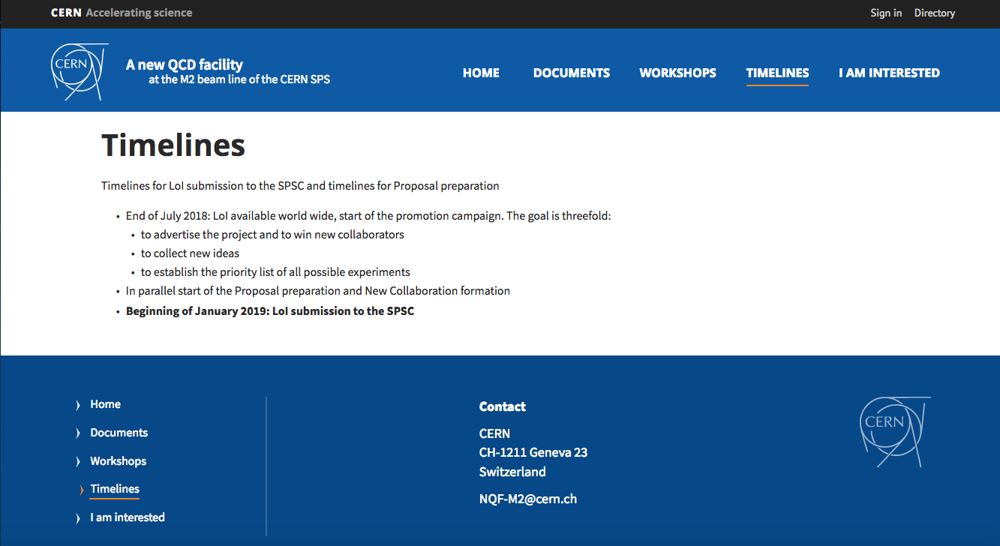 CERN Accelerating science
Sign in Directory
CERN
A new QCD facility
at the M2 beam line of the CERN SPS
HOME DOCUMENTS WORKSHOPS TIMELINES I AM INTERESTED
Timelines
Timelines for LoI submission to the SPSC and timelines for Proposal preparation
• End of July 2018: LoI available world wide, start of the promotion campaign. The goal is threefold:
• to advertise the project and to win new collaborators
• to collect new ideas
• to establish the priority list of all possible experiments
• In parallel start of the Proposal preparation and New Collaboration formation
• Beginning of January 2019: LoI submission to the SPSC
Home
Documents
Workshops
Timelines
I am interested
Contact
CERN
CH-1211 Geneva 23
Switzerland
NQF-M2@cern.ch
CERN